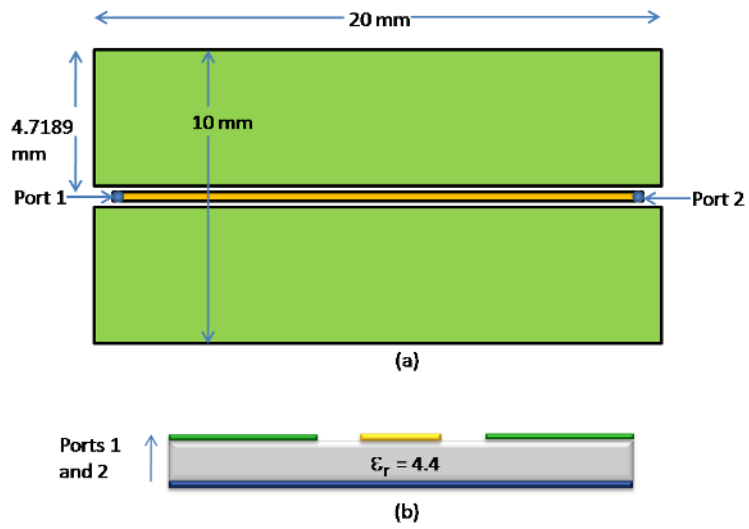 20 mm
4.7189
mm
10 mm
Port 1
Port 2
(a)
Ports 1
and 2
εr = 4.4
(b)